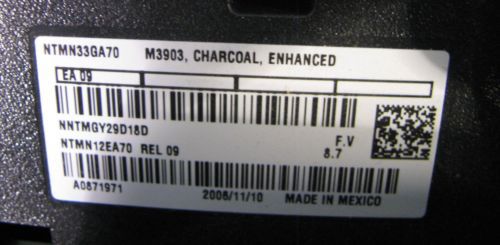 NTMN33GA70 M3903, CHARCOAL, ENHANCED
EA 09
NNTMGY29D18D
F.V
NTMN12EA70 REL 09
8.7
A0871971 2006/11/10 MADE IN MEXICO